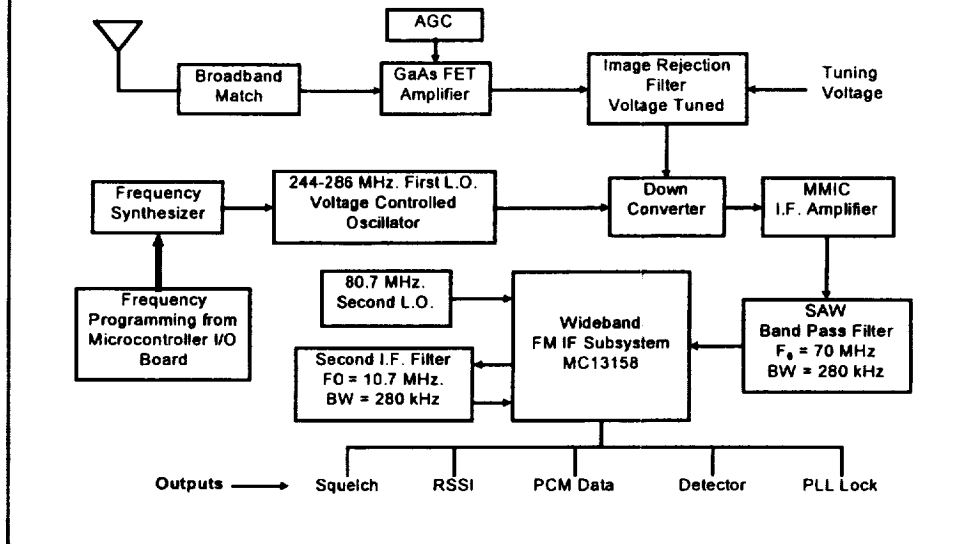 AGC
Broadband
Match
GaAs FET
Amplifier
Image Rejection
Filter
Voltage Tuned
Tuning
Voltage
Frequency
Synthesizer
244-286 MHz. First L.O.
Voltage Controlled
Oscillator
Down
Converter
MMIC
I.F. Amplifier
Frequency
Programming from
Microcontroller I/O
Board
80.7 MHz.
Second L.O.
Wideband
FM IF Subsystem
MC13158
SAW
Band Pass Filter
F₀ = 70 MHz
BW = 280 kHz
Second I.F. Filter
F0 = 10.7 MHz.
BW = 280 kHz
Outputs
Squelch
RSSI
PCM Data
Detector
PLL Lock